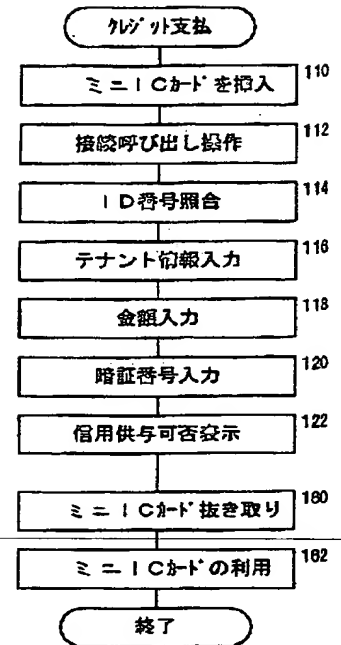 クレジット支払
ミニICカードを挿入 110
接続呼び出し操作 112
ID番号照合 114
テナント情報入力 116
金額入力 118
暗証番号入力 120
信用供与可否表示 122
ミニICカード抜き取り 160
ミニICカードの利用 162
終了